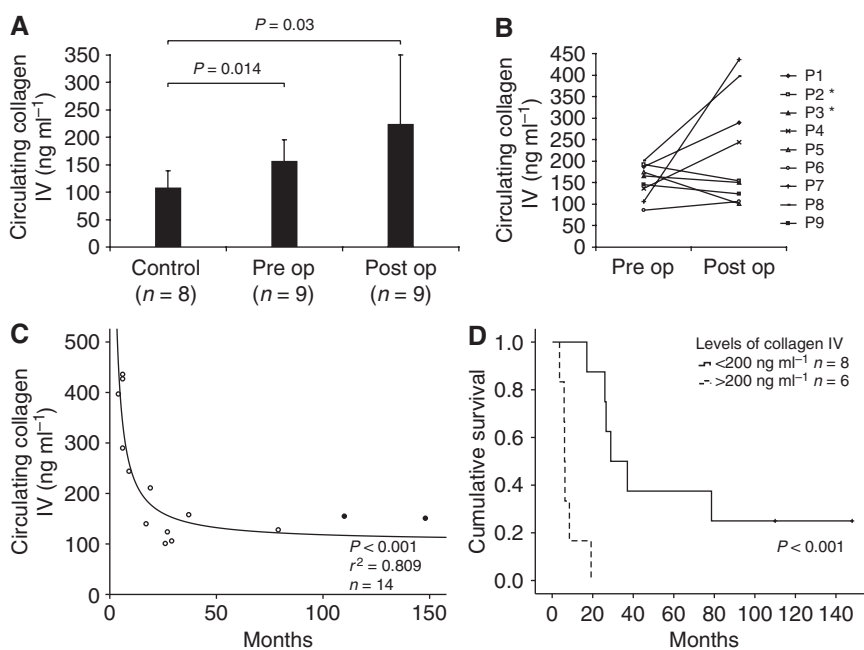 A
P = 0.03
P = 0.014
Circulating collagen
IV (ng ml⁻¹)
350
300
250
200
150
100
50
0
Control
(n = 8)
Pre op
(n = 9)
Post op
(n = 9)
B
Circulating collagen
IV (ng ml⁻¹)
450
400
350
300
250
200
150
100
50
0
Pre op
Post op
P1
P2 *
P3 *
P4
P5
P6
P7
P8
P9
C
Circulating collagen
IV (ng ml⁻¹)
500
400
300
200
100
0
0
50
100
150
Months
P < 0.001
r² = 0.809
n = 14
D
Cumulative survival
1.0
0.8
0.6
0.4
0.2
0.0
0
20
40
60
80
100
120
140
Months
Levels of collagen IV
<200 ng ml⁻¹ n = 8
>200 ng ml⁻¹ n = 6
P < 0.001